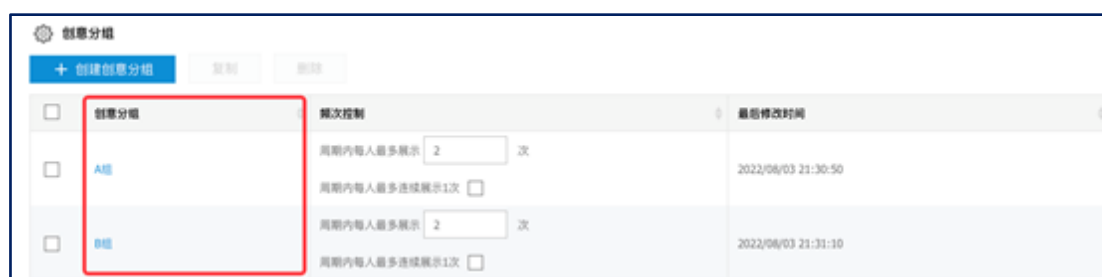 创意分组
+ 创建创意分组 复制 删除
创意分组 频次控制 最后修改时间
周期内每人最多展示 2 次
A组 2022/08/03 21:30:50
周期内每人最多连续展示1次
周期内每人最多展示 2 次
B组 2022/08/03 21:31:10
周期内每人最多连续展示1次